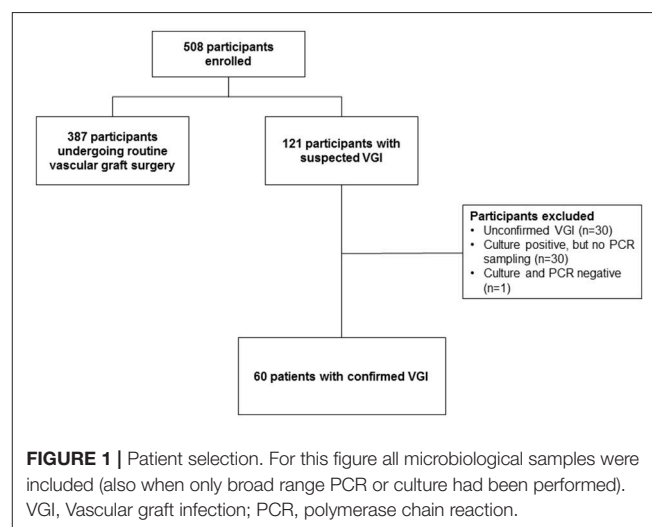 508 participants
enrolled
387 participants
undergoing routine
vascular graft surgery
121 participants with
suspected VGI
Participants excluded
• Unconfirmed VGI (n=30)
• Culture positive, but no PCR
sampling (n=30)
• Culture and PCR negative
(n=1)
60 patients with confirmed VGI
FIGURE 1 | Patient selection. For this figure all microbiological samples were
included (also when only broad range PCR or culture had been performed).
VGI, Vascular graft infection; PCR, polymerase chain reaction.